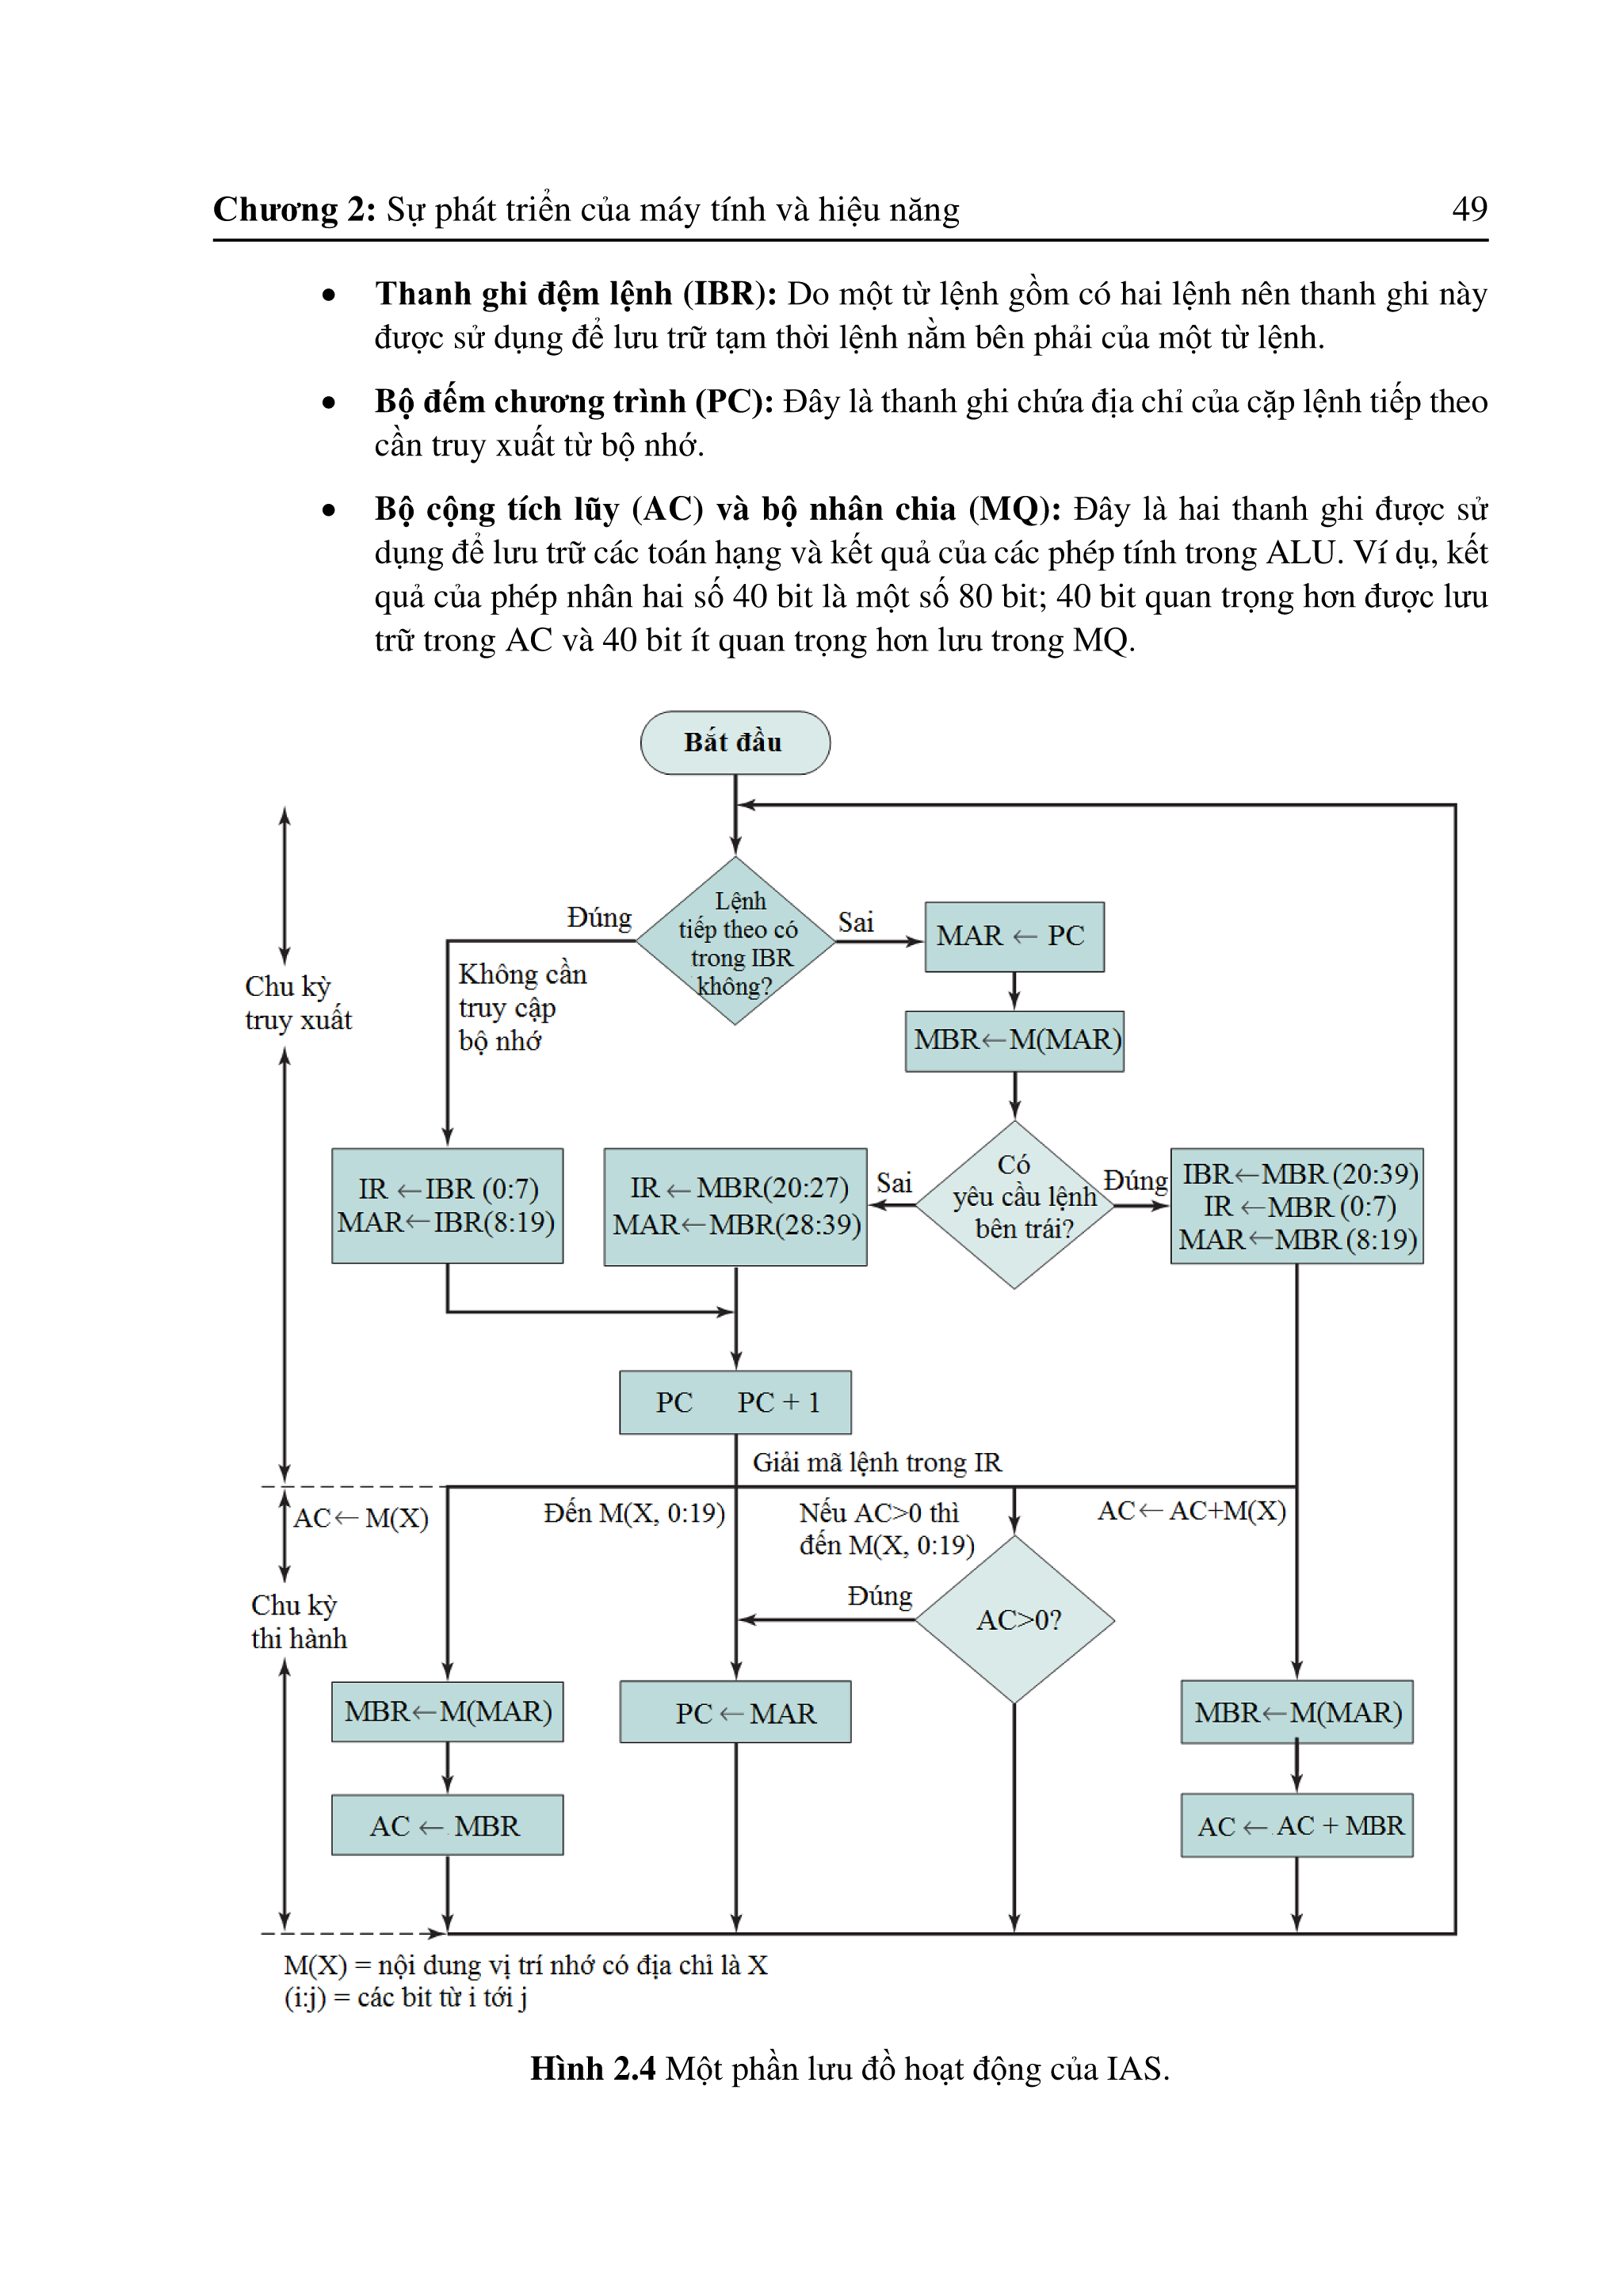 Chương 2: Sự phát triển của máy tính và hiệu năng 49
• Thanh ghi đệm lệnh (IBR): Do một từ lệnh gồm có hai lệnh nên thanh ghi này
được sử dụng để lưu trữ tạm thời lệnh nằm bên phải của một từ lệnh.
• Bộ đếm chương trình (PC): Đây là thanh ghi chứa địa chỉ của cặp lệnh tiếp theo
cần truy xuất từ bộ nhớ.
• Bộ cộng tích lũy (AC) và bộ nhân chia (MQ): Đây là hai thanh ghi được sử
dụng để lưu trữ các toán hạng và kết quả của các phép tính trong ALU. Ví dụ, kết
quả của phép nhân hai số 40 bit là một số 80 bit; 40 bit quan trọng hơn được lưu
trữ trong AC và 40 bit ít quan trọng hơn lưu trong MQ.
Bắt đầu
Lệnh
tiếp theo có
trong IBR
không?
Đúng
Sai
Không cần
truy cập
bộ nhớ
MAR ← PC
MBR←M(MAR)
Chu kỳ
truy xuất
Có
yêu cầu lệnh
bên trái?
Sai
Đúng
IR ←IBR (0:7)
MAR←IBR(8:19)
IR ←MBR(20:27)
MAR←MBR(28:39)
IBR←MBR (20:39)
IR ←MBR (0:7)
MAR←MBR (8:19)
PC PC + 1
Giải mã lệnh trong IR
AC← M(X)
Đến M(X, 0:19)
Nếu AC>0 thì
đến M(X, 0:19)
AC← AC+M(X)
Đúng
AC>0?
Chu kỳ
thi hành
MBR←M(MAR)
PC ← MAR
MBR←M(MAR)
AC ← MBR
AC ← AC + MBR
M(X) = nội dung vị trí nhớ có địa chỉ là X
(i:j) = các bit từ i tới j
Hình 2.4 Một phần lưu đồ hoạt động của IAS.